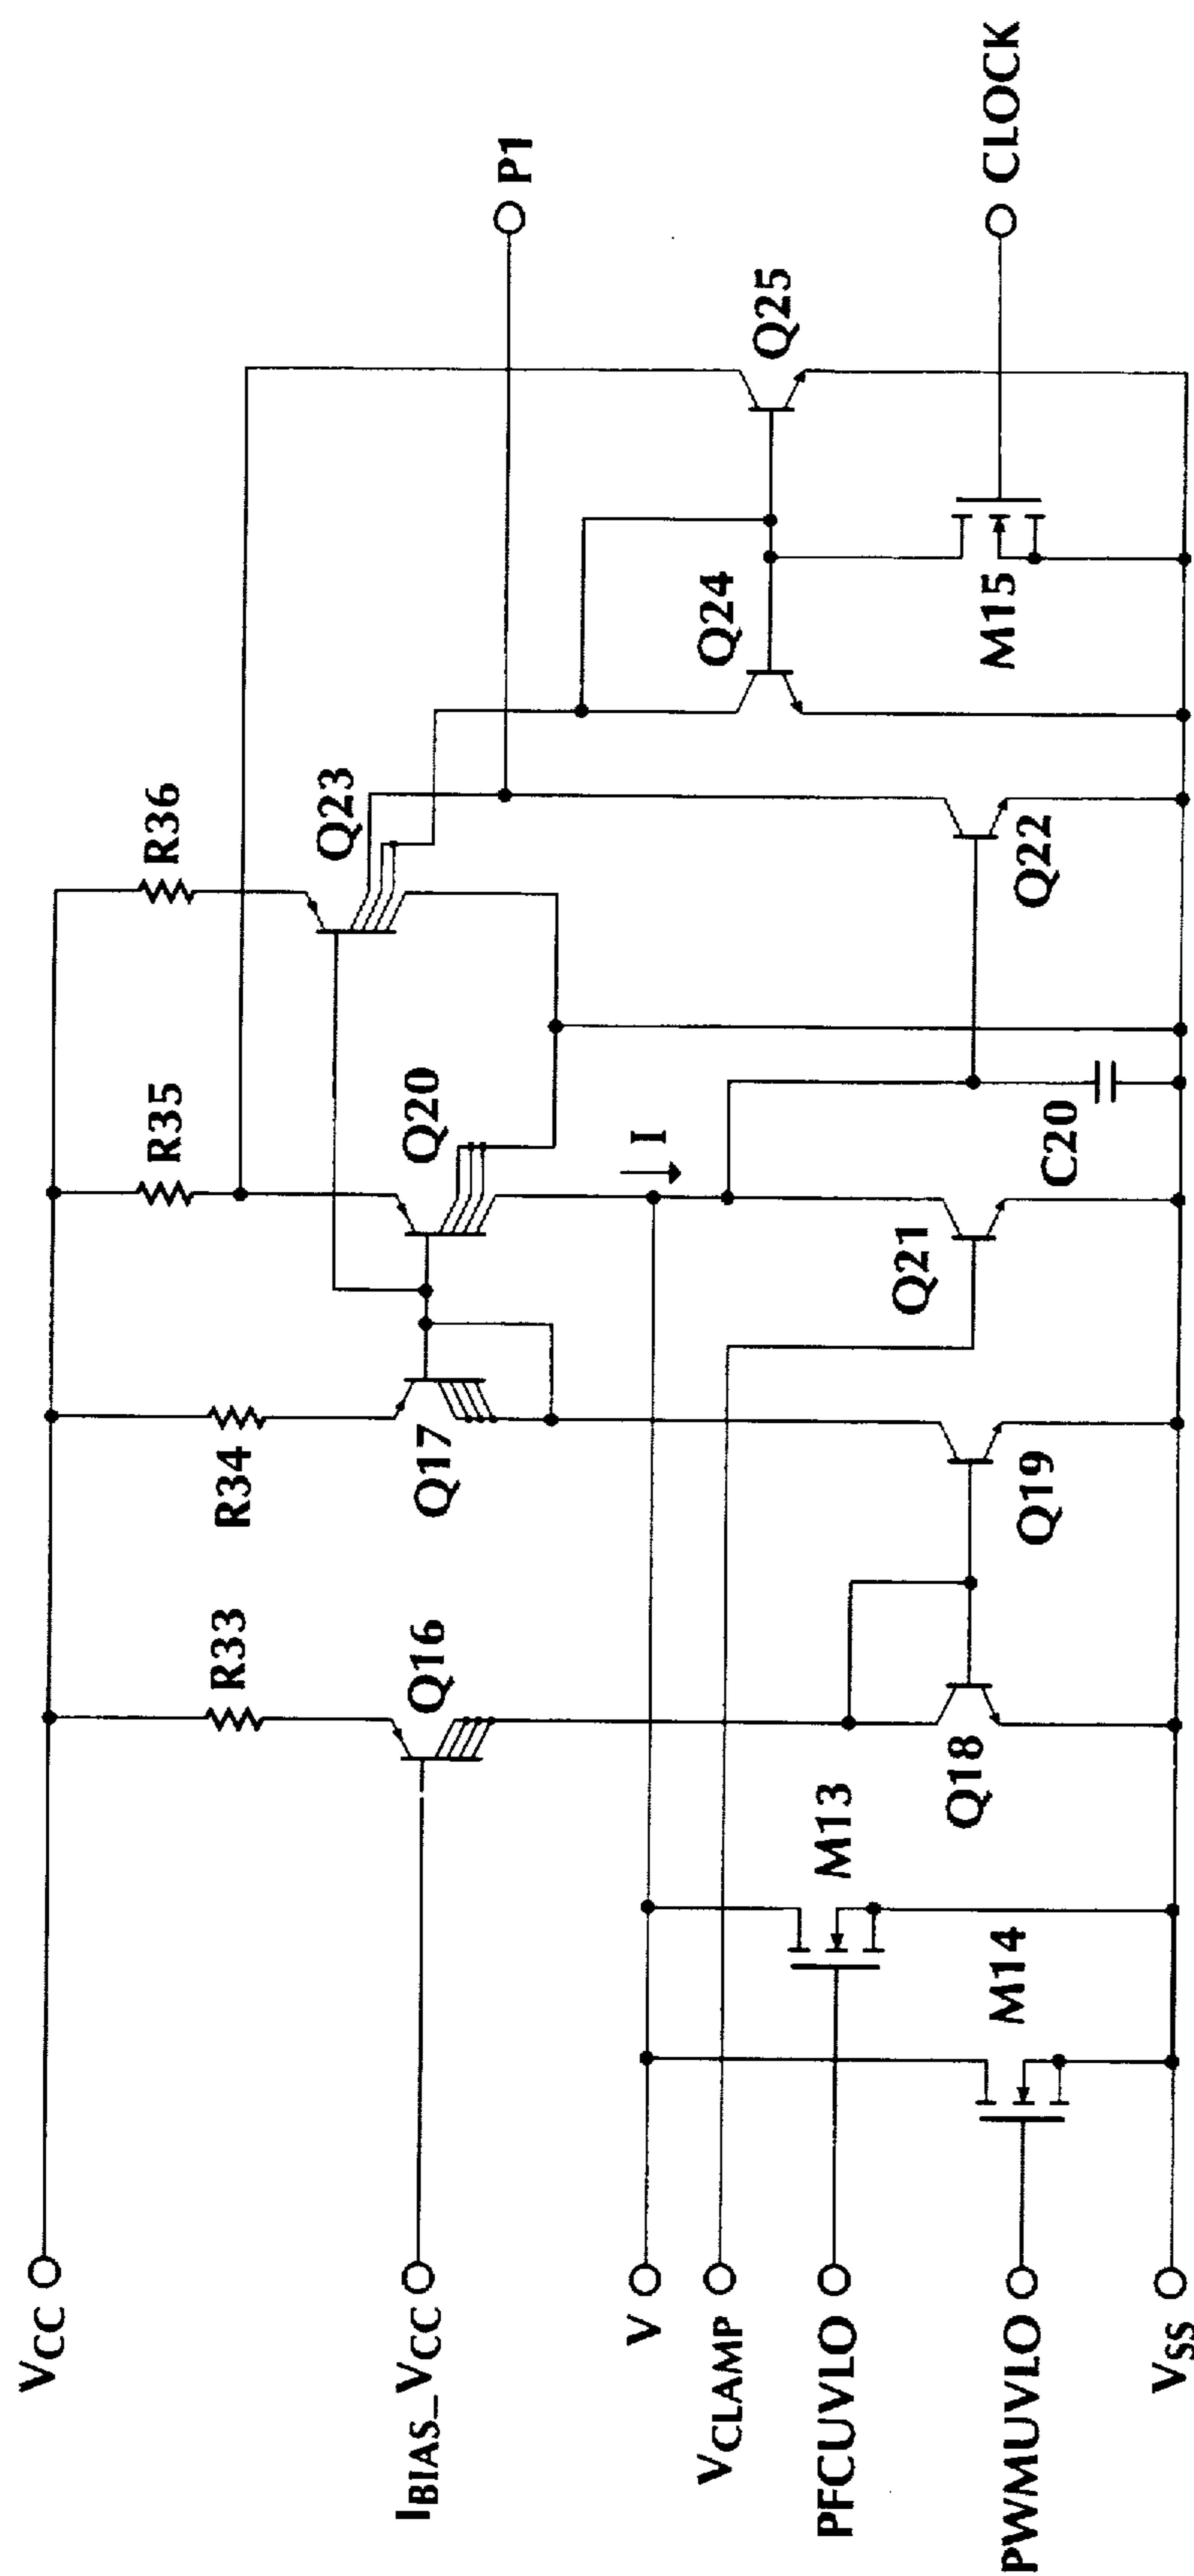 VCC
IBIAS_VCC
V
VCLAMP
PFCUVLO
PWMUVLO
VSS
R33
R34
R35
R36
Q16
Q17
Q20
Q23
I
P1
M13
M14
Q18
Q19
Q21
C20
Q22
Q24
Q25
M15
CLOCK